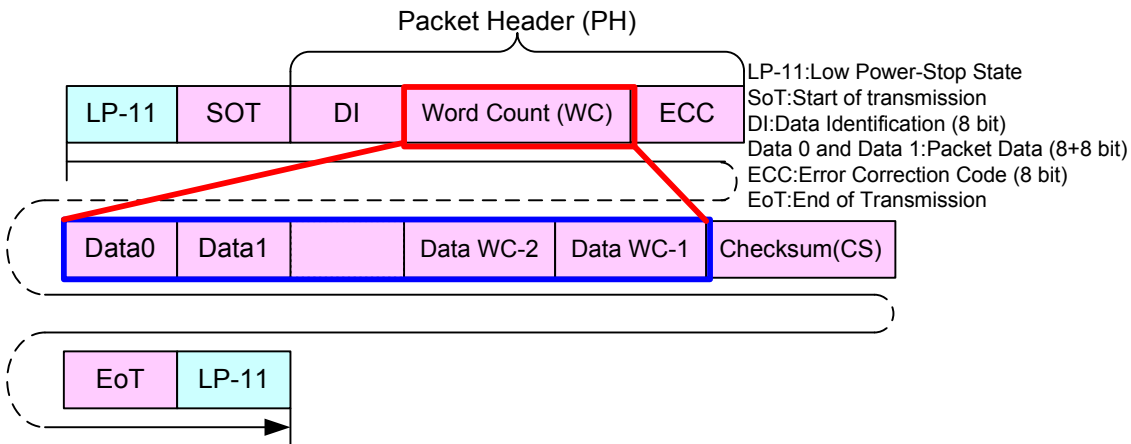 Packet Header (PH)
LP-11 SOT DI Word Count (WC) ECC
LP-11:Low Power-Stop State
SoT:Start of transmission
DI:Data Identification (8 bit)
Data 0 and Data 1:Packet Data (8+8 bit)
ECC:Error Correction Code (8 bit)
EoT:End of Transmission
Data0 Data1 Data WC-2 Data WC-1 Checksum(CS)
EoT LP-11